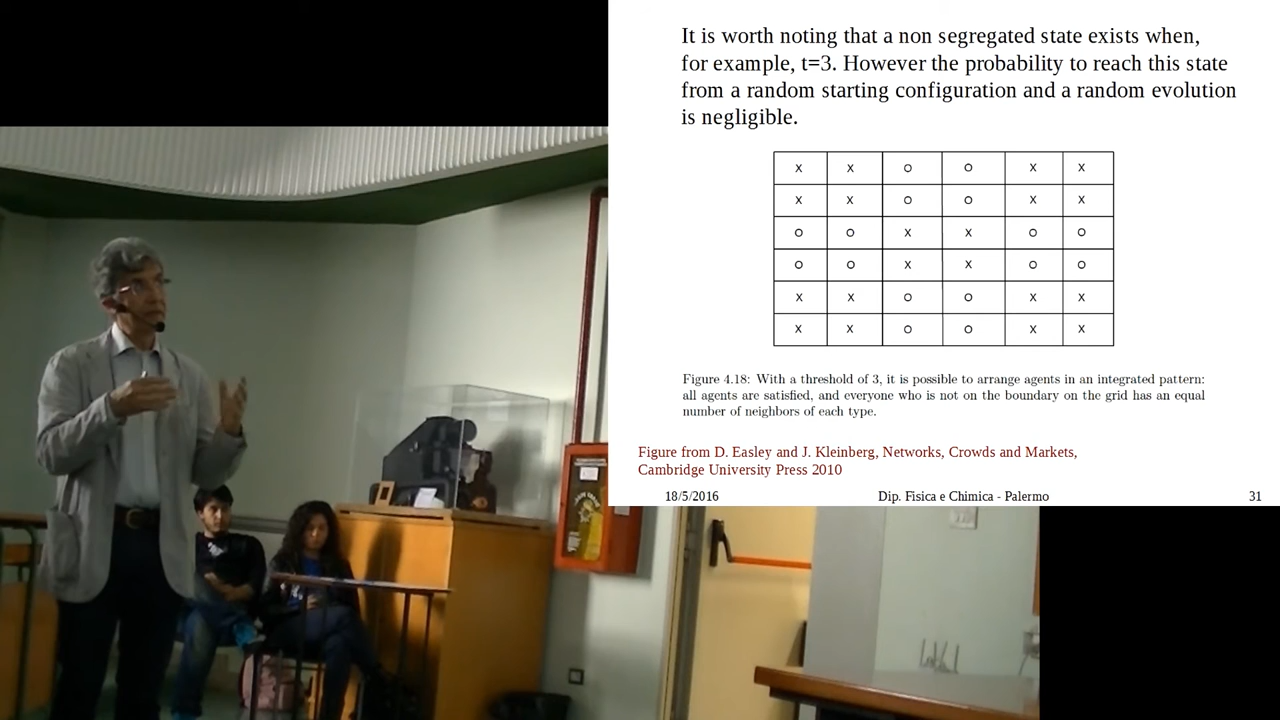 It is worth noting that a non segregated state exists when,
for example, t=3. However the probability to reach this state
from a random starting configuration and a random evolution
is negligible.
X X O O X X
X X O O X X
O O X X O O
O O X X O O
X X O O X X
X X O O X X
Figure 4.18: With a threshold of 3, it is possible to arrange agents in an integrated pattern:
all agents are satisfied, and everyone who is not on the boundary on the grid has an equal
number of neighbors of each type.
Figure from D. Easley and J. Kleinberg, Networks, Crowds and Markets,
Cambridge University Press 2010
18/5/2016 Dip. Fisica e Chimica - Palermo 31